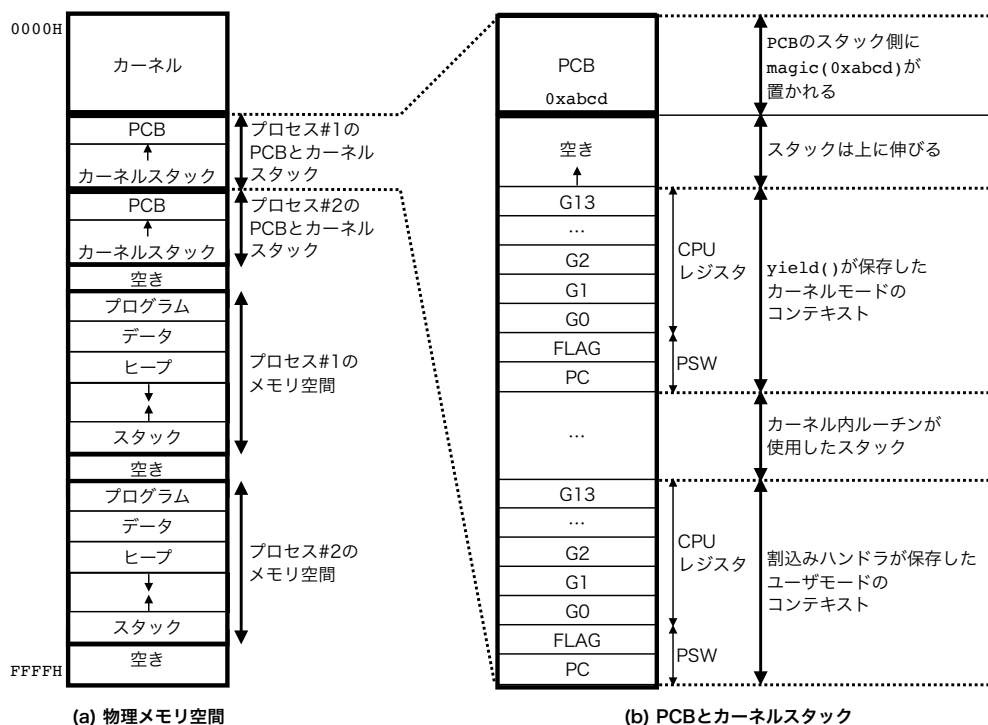 0000H
カーネル
PCB
カーネルスタック
PCB
カーネルスタック
空き
プログラム
データ
ヒープ
スタック
空き
プログラム
データ
ヒープ
スタック
空き
FFFFH
プロセス#1の
PCBとカーネル
スタック
プロセス#2の
PCBとカーネル
スタック
プロセス#1の
メモリ空間
プロセス#2の
メモリ空間
(a) 物理メモリ空間
PCB
0xabcd
空き
G13
…
G2
G1
G0
FLAG
PC
…
G13
…
G2
G1
G0
FLAG
PC
CPU
レジスタ
PSW
CPU
レジスタ
PSW
PCBのスタック側に
magic(0xabcd)が
置かれる
スタックは上に伸びる
yield()が保存した
カーネルモードの
コンテキスト
カーネル内ルーチンが
使用したスタック
割込みハンドラが保存した
ユーザモードの
コンテキスト
(b) PCBとカーネルスタック